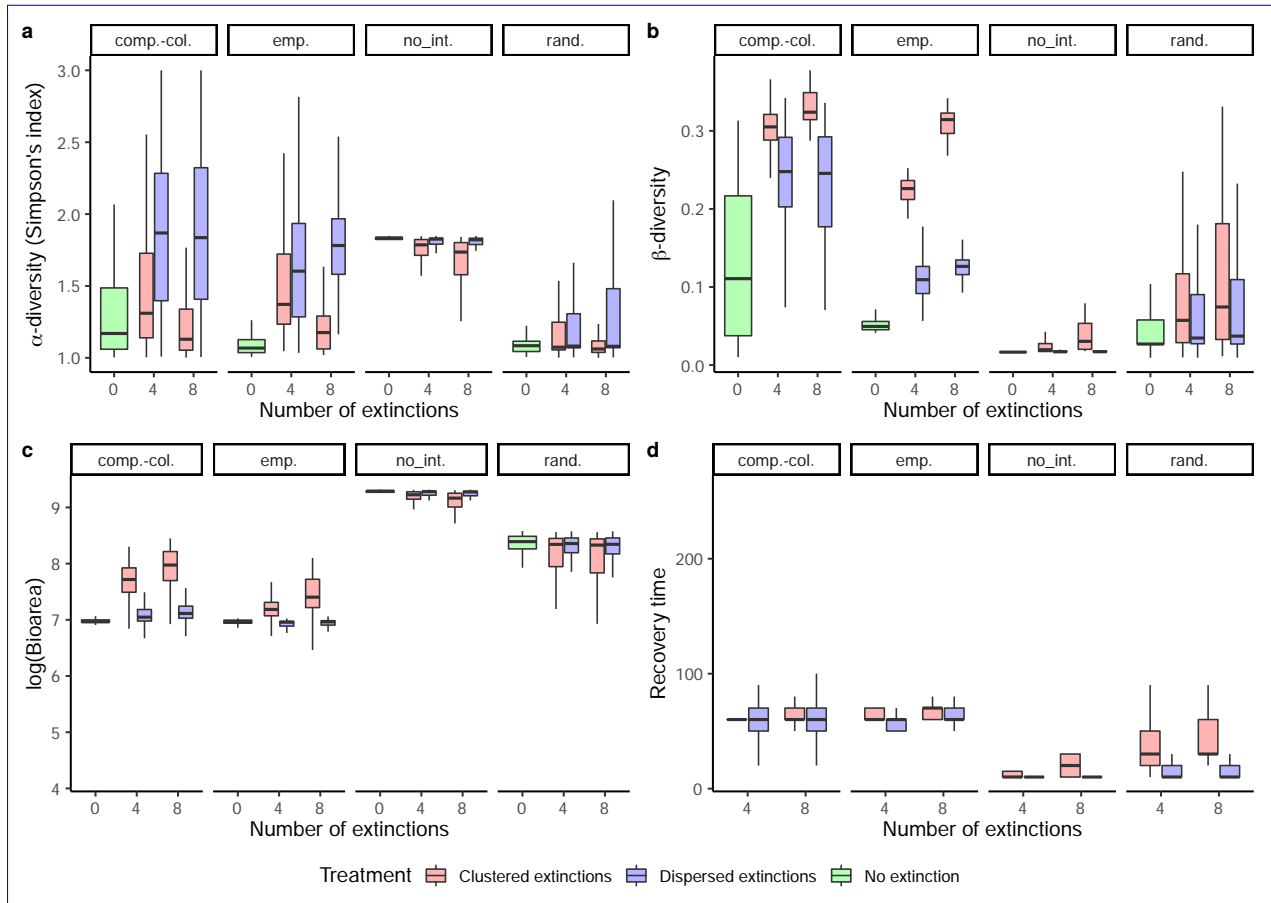 a
comp.-col. emp. no_int. rand.
α-diversity (Simpson's index)
3.0
2.5
2.0
1.5
1.0
0 4 8 0 4 8 0 4 8 0 4 8
Number of extinctions
b
comp.-col. emp. no_int. rand.
β-diversity
0.3
0.2
0.1
0.0
0 4 8 0 4 8 0 4 8 0 4 8
Number of extinctions
c
comp.-col. emp. no_int. rand.
log(Bioarea)
9
8
7
6
5
4
0 4 8 0 4 8 0 4 8 0 4 8
Number of extinctions
d
comp.-col. emp. no_int. rand.
Recovery time
200
100
0
4 8 4 8 4 8 4 8
Number of extinctions
Treatment Clustered extinctions Dispersed extinctions No extinction